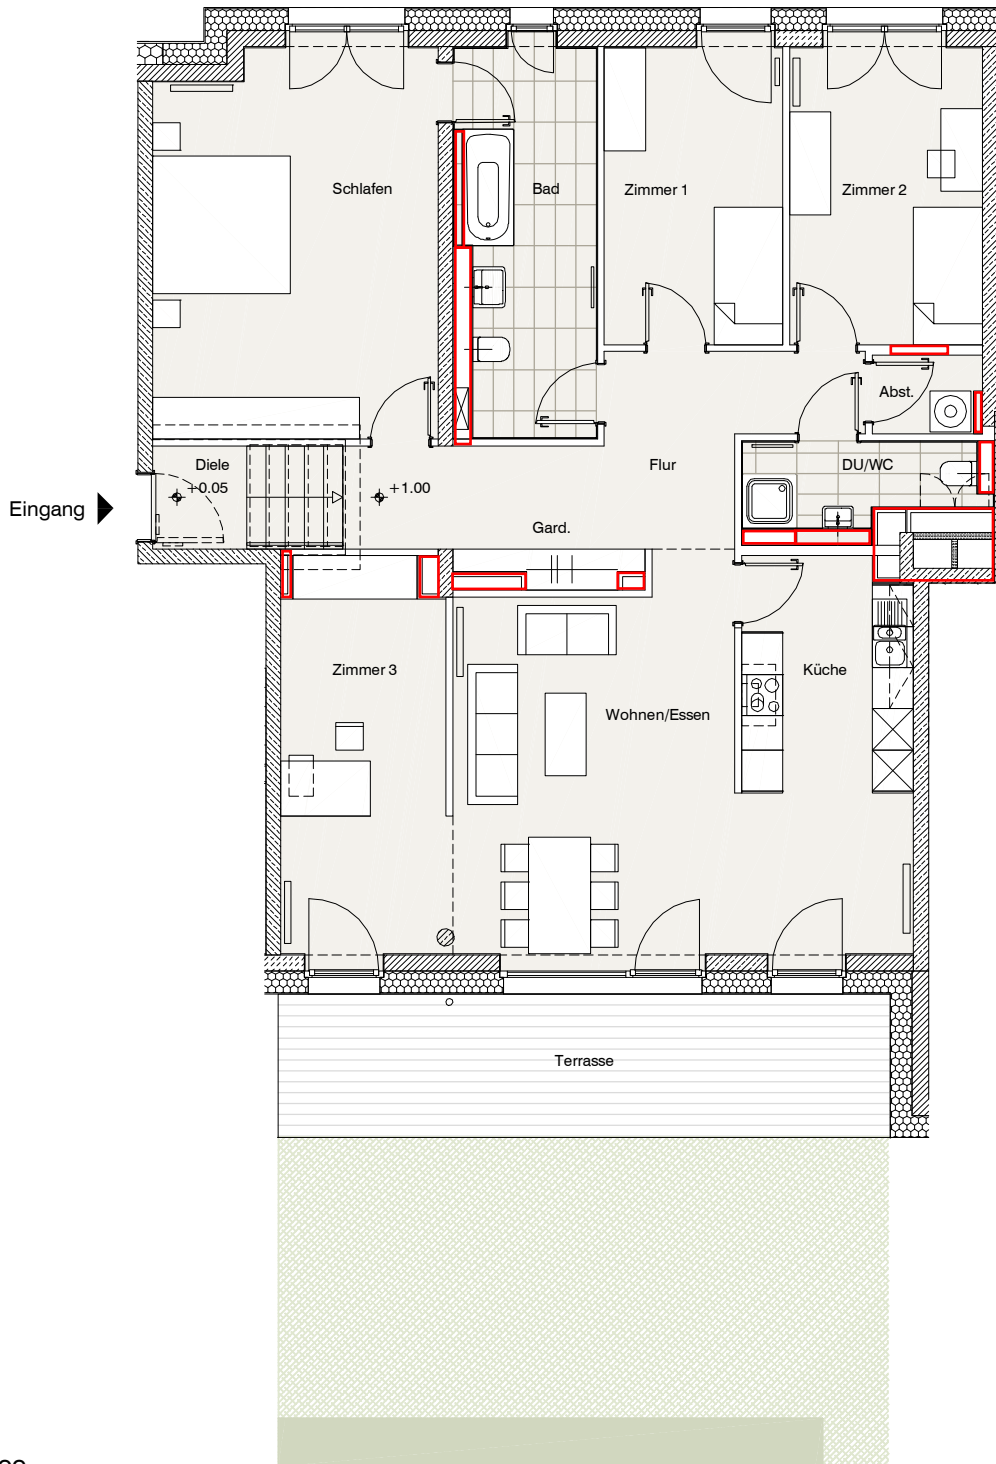 Schlafen
Bad
Zimmer 1
Zimmer 2
Abst.
Diele
+0.05
+1.00
Flur
DU/WC
Eingang
Gard.
Zimmer 3
Küche
Wohnen/Essen
Terrasse